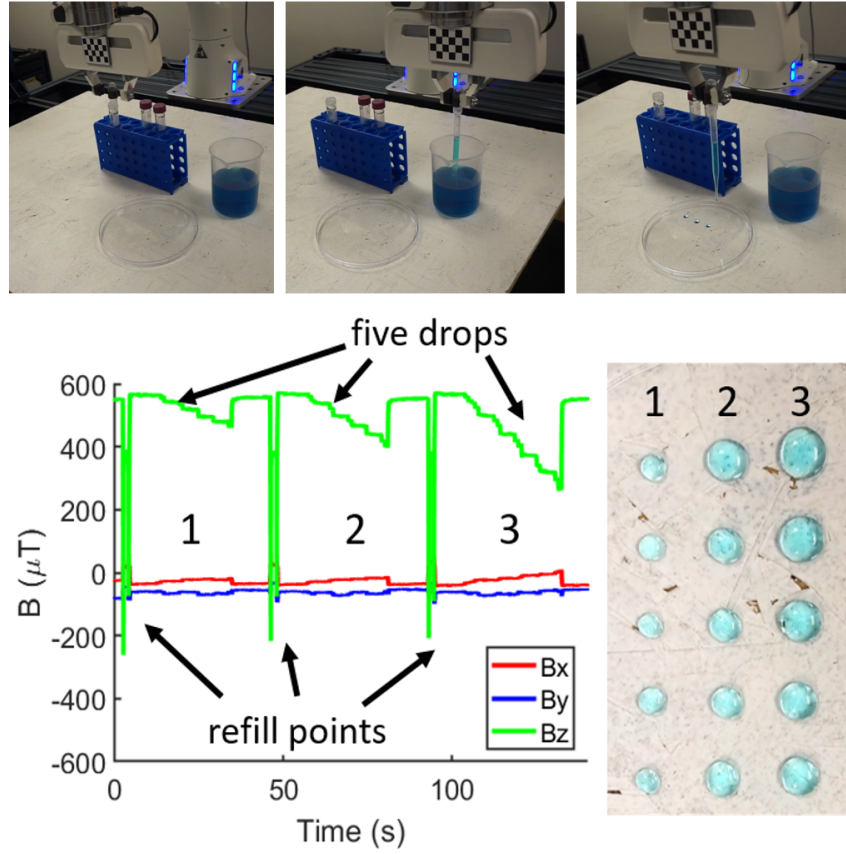 five drops
600
400
200
0
-200
-400
-600
B (μT)
1
2
3
refill points
Bx
By
Bz
0
50
100
Time (s)
1
2
3